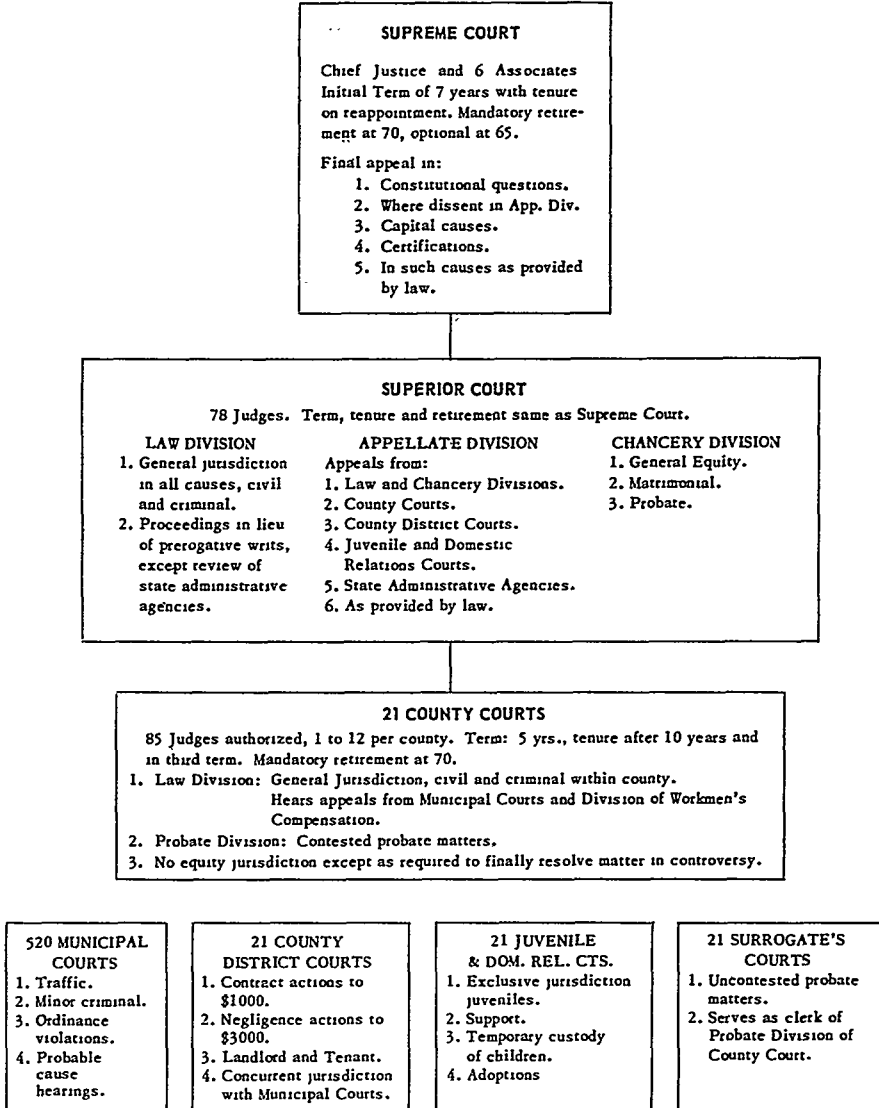 SUPREME COURT
Chief Justice and 6 Associates
Initial Term of 7 years with tenure
on reappointment. Mandatory retire-
ment at 70, optional at 65.
Final appeal in:
1. Constitutional questions.
2. Where dissent in App. Div.
3. Capital causes.
4. Certifications.
5. In such causes as provided
by law.
SUPERIOR COURT
78 Judges. Term, tenure and retirement same as Supreme Court.
LAW DIVISION
1. General jurisdiction
in all causes, civil
and criminal.
2. Proceedings in lieu
of prerogative writs,
except review of
state administrative
agencies.
APPELLATE DIVISION
Appeals from:
1. Law and Chancery Divisions.
2. County Courts.
3. County District Courts.
4. Juvenile and Domestic
Relations Courts.
5. State Administrative Agencies.
6. As provided by law.
CHANCERY DIVISION
1. General Equity.
2. Matrimonial.
3. Probate.
21 COUNTY COURTS
85 Judges authorized, 1 to 12 per county. Term: 5 yrs., tenure after 10 years and
in third term. Mandatory retirement at 70.
1. Law Division: General Jurisdiction, civil and criminal within county.
Hears appeals from Municipal Courts and Division of Workmen's
Compensation.
2. Probate Division: Contested probate matters.
3. No equity jurisdiction except as required to finally resolve matter in controversy.
520 MUNICIPAL
COURTS
1. Traffic.
2. Minor criminal.
3. Ordinance
violations.
4. Probable
cause
hearings.
21 COUNTY
DISTRICT COURTS
1. Contract actions to
$1000.
2. Negligence actions to
$3000.
3. Landlord and Tenant.
4. Concurrent jurisdiction
with Municipal Courts.
21 JUVENILE
& DOM. REL. CTS.
1. Exclusive jurisdiction
juveniles.
2. Support.
3. Temporary custody
of children.
4. Adoptions
21 SURROGATE'S
COURTS
1. Uncontested probate
matters.
2. Serves as clerk of
Probate Division of
County Court.